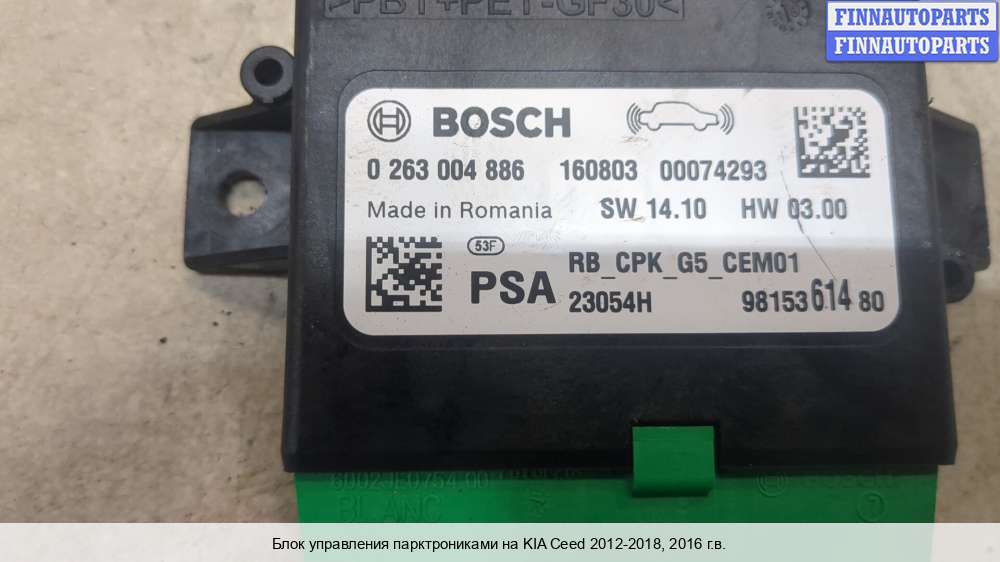 >PBT+PET-GF30<
FINNAUTOPARTS
FINNAUTOPARTS
BOSCH
0 263 004 886 160803 00074293
Made in Romania SW 14.10 HW 03.00
53F
PSA RB_CPK_G5_CEM01
23054H 98153 614 80
BLANC
Блок управления парктрониками на KIA Ceed 2012-2018, 2016 г.в.